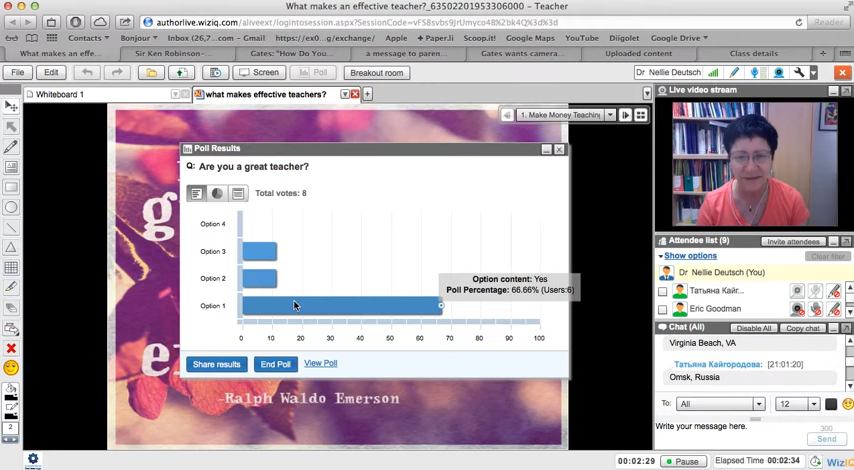 What makes an effective teacher?_63502201953306000 - Teacher
authorlive.wiziq.com/aliveext/logintosession.aspx?SessionCode=vFS8svbs9JrUmyco48%2bk4Q%3d%3d
Reader
Contacts Bonjour Inbox (26,7...com - Gmail https://ex0...g/exchange/ Apple + Paper.li Scoop.it! Google Maps YouTube Diigolet Google Drive
What makes an effe... Sir Ken Robinson- Gates: "How Do You... a message to paren... Gates wants camera... Uploaded content Class details
File Edit Screen Poll Breakout room Dr Nellie Deutsch
Whiteboard 1 what makes effective teachers? Live video stream
1. Make Money Teaching
Poll Results
Q: Are you a great teacher?
Total votes: 8
Option 4
Option 3
Option 2
Option 1
Option content: Yes
Poll Percentage: 66.66% (Users:6)
0 10 20 30 40 50 60 70 80 90 100
Share results End Poll View Poll
-Ralph Waldo Emerson
Attendee list (9) Invite attendees
Show options Clear filter
Dr Nellie Deutsch (You)
Татьяна Кайг...
Eric Goodman
Chat (All) Disable All Copy chat
Virginia Beach, VA
Татьяна Кайгородова: [21:01:20]
Omsk, Russia
To: All 12
Write your message here.
300
Send
2
00:02:29 Pause Elapsed Time 00:02:34 WizIQ